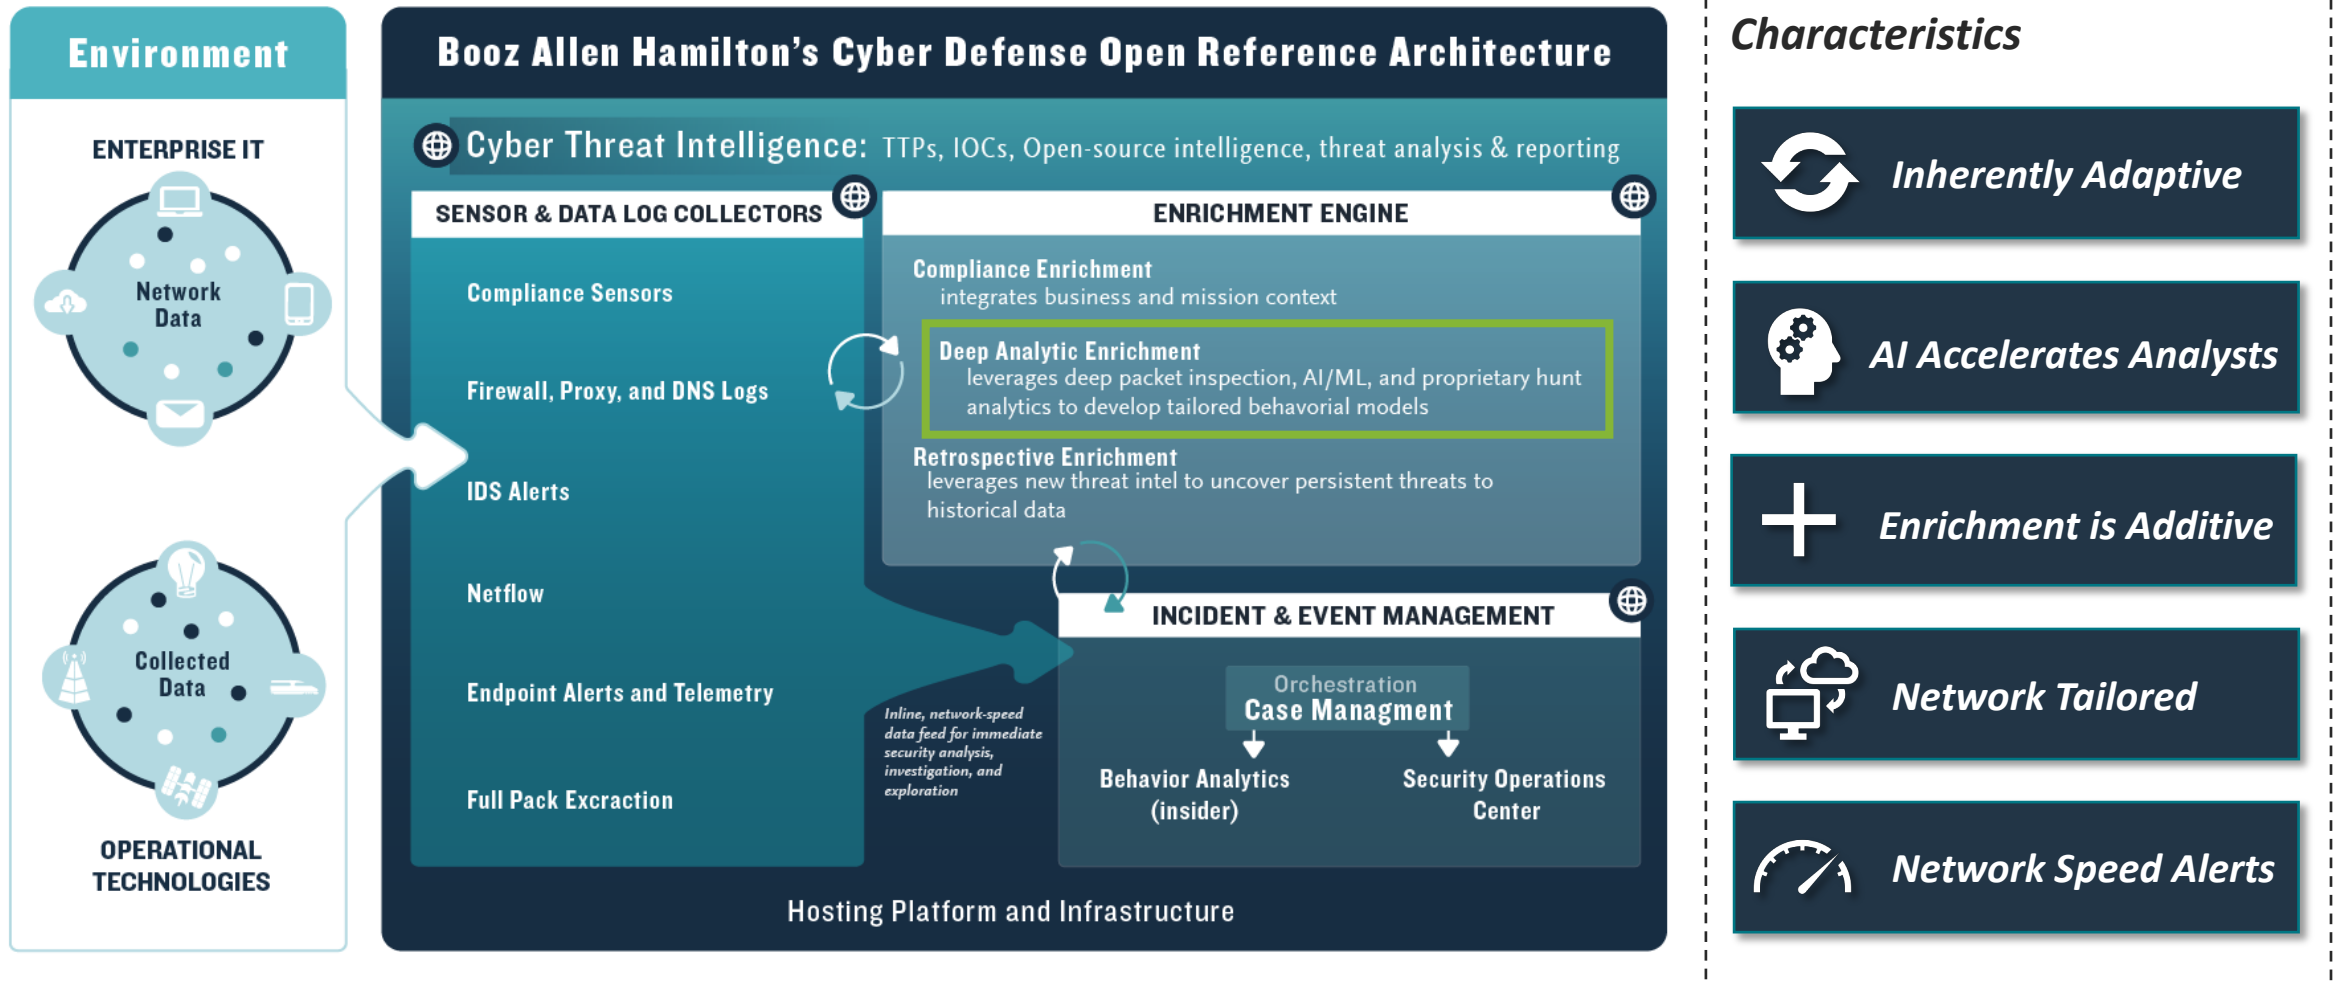 Environment
ENTERPRISE IT
Network
Data
Collected
Data
OPERATIONAL
TECHNOLOGIES
Booz Allen Hamilton's Cyber Defense Open Reference Architecture
Cyber Threat Intelligence: TTPs, IOCs, Open-source intelligence, threat analysis & reporting
SENSOR & DATA LOG COLLECTORS
Compliance Sensors
Firewall, Proxy, and DNS Logs
IDS Alerts
Netflow
Endpoint Alerts and Telemetry
Full Pack Excraction
ENRICHMENT ENGINE
Compliance Enrichment
integrates business and mission context
Deep Analytic Enrichment
leverages deep packet inspection, AI/ML, and proprietary hunt
analytics to develop tailored behavorial models
Retrospective Enrichment
leverages new threat intel to uncover persistent threats to
historical data
Inline, network-speed
data feed for immediate
security analysis,
investigation, and
exploration
INCIDENT & EVENT MANAGEMENT
Orchestration
Case Managment
Behavior Analytics
(insider)
Security Operations
Center
Hosting Platform and Infrastructure
Characteristics
Inherently Adaptive
AI Accelerates Analysts
Enrichment is Additive
Network Tailored
Network Speed Alerts